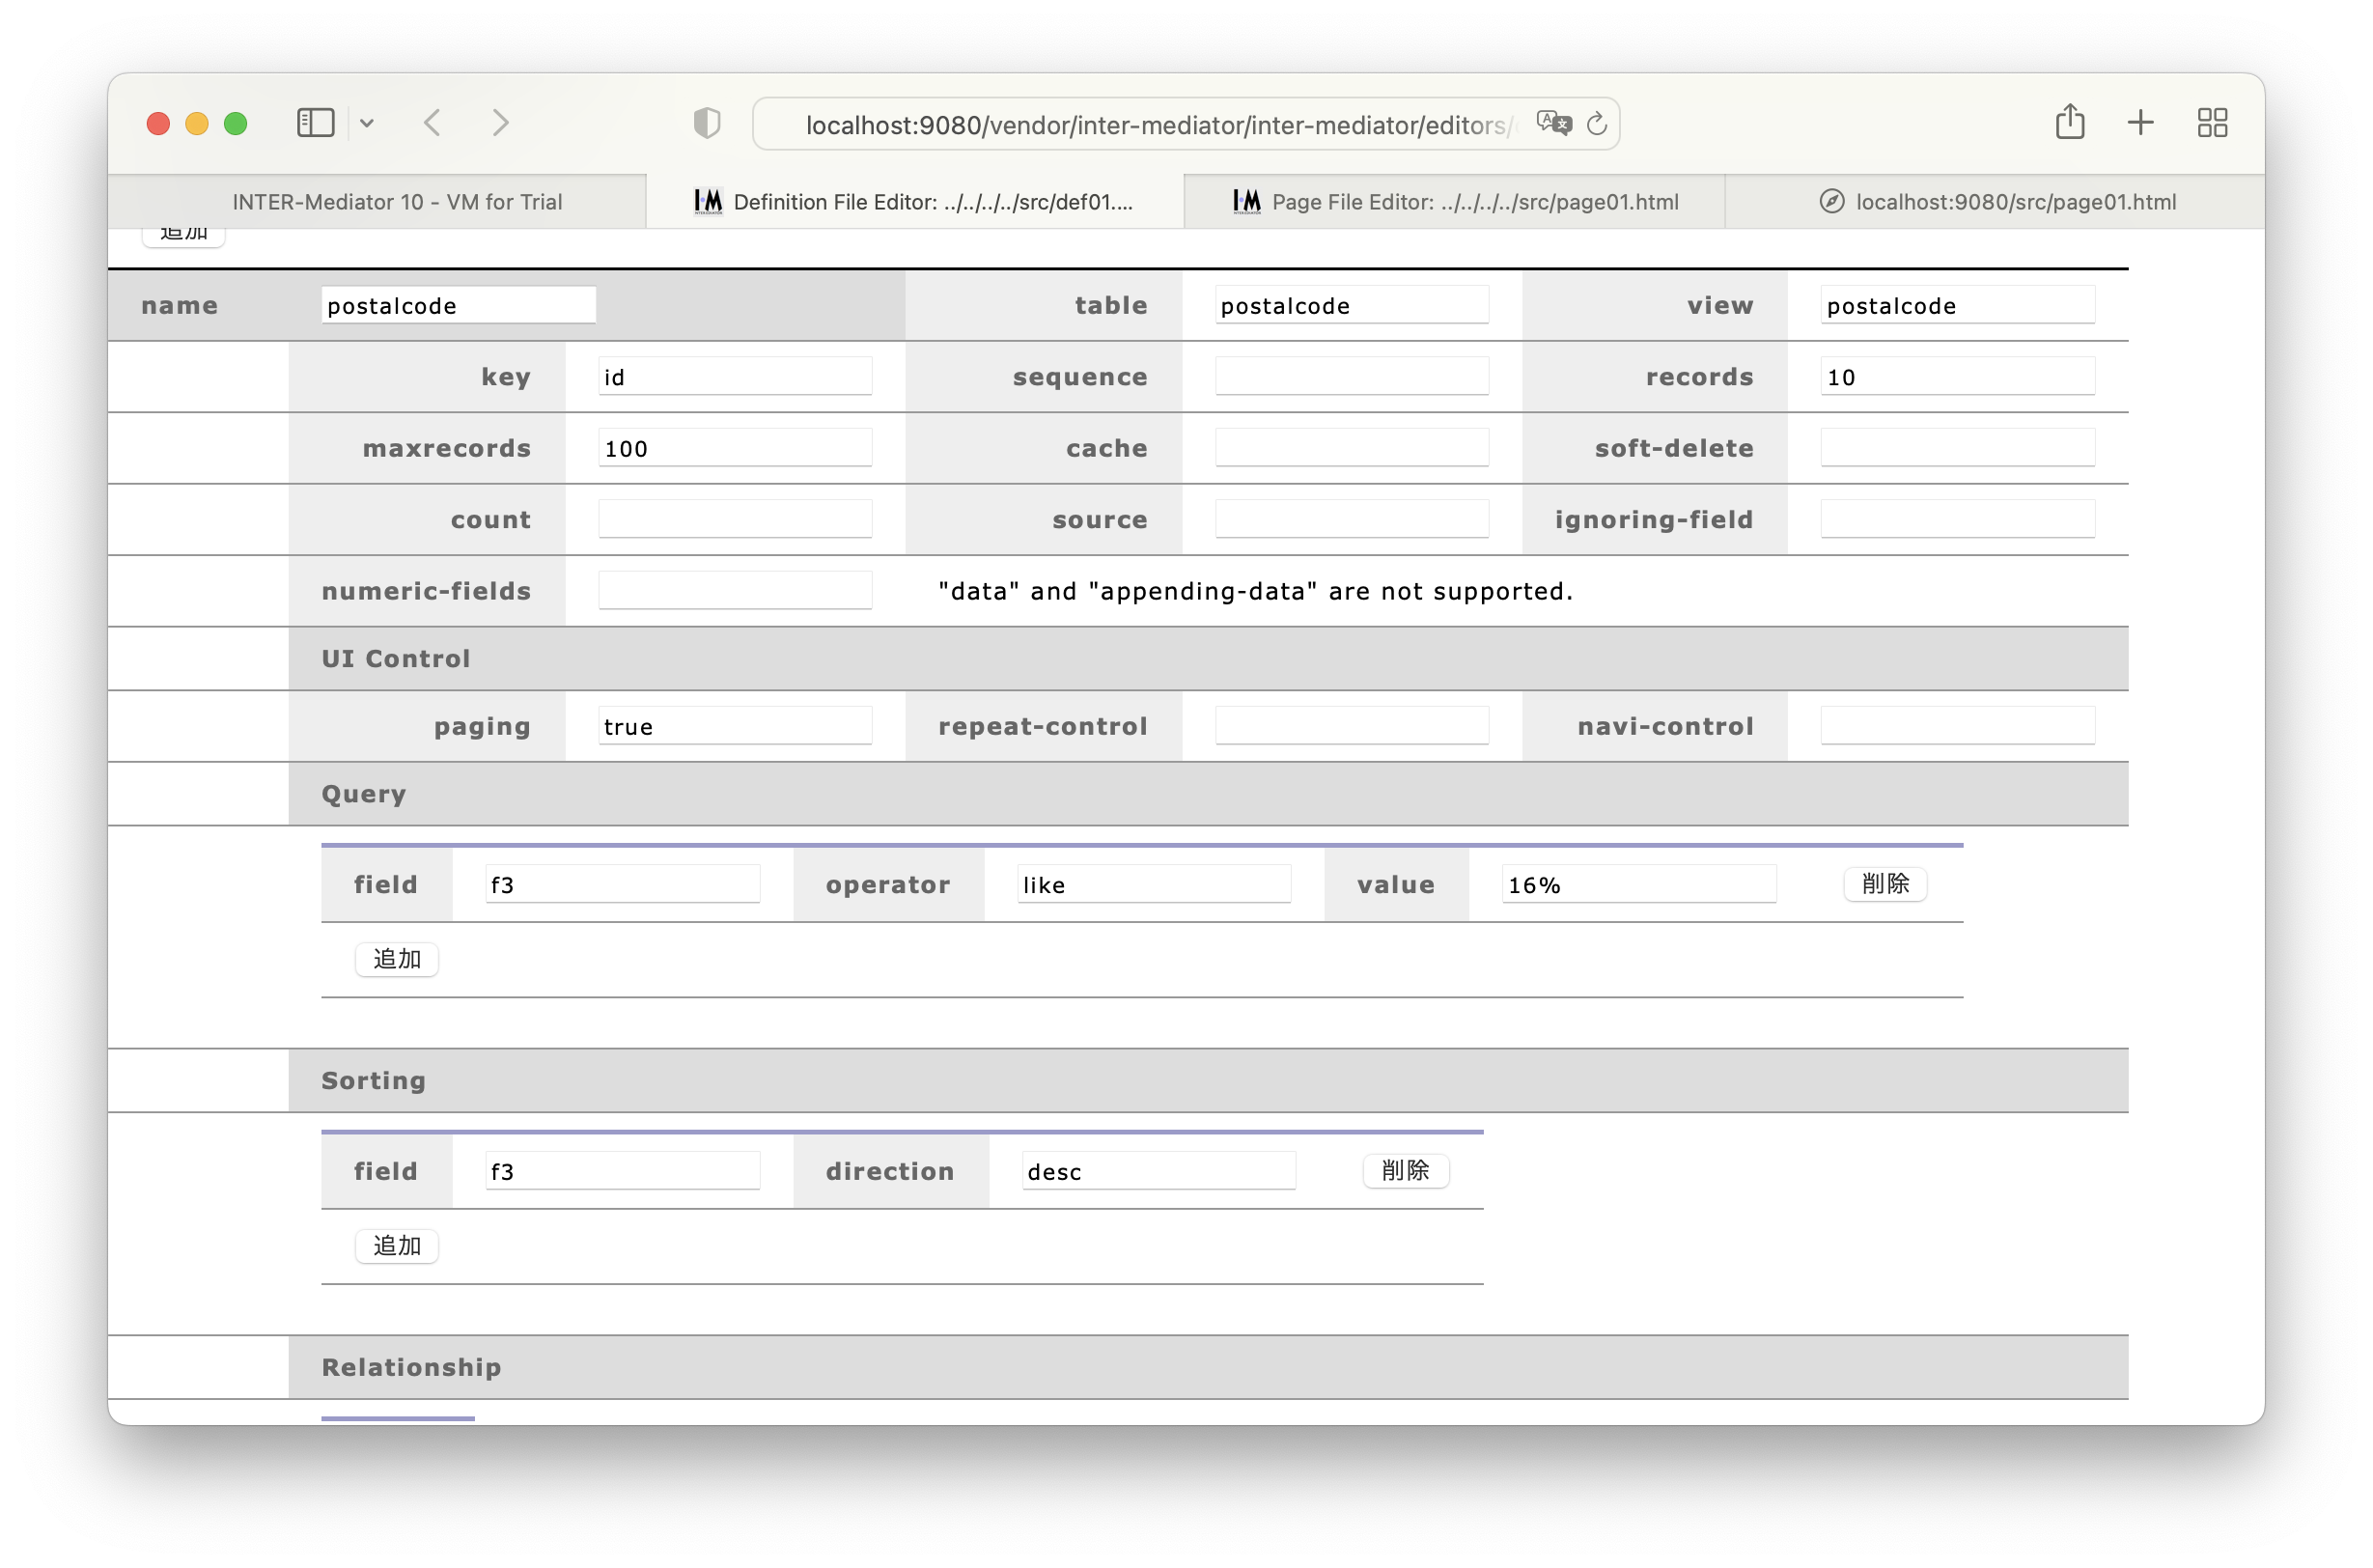 localhost:9080/vendor/inter-mediator/inter-mediator/editors/
INTER-Mediator 10 - VM for Trial
Definition File Editor: ../../../../src/def01....
Page File Editor: ../../../../src/page01.html
localhost:9080/src/page01.html
追加
name postalcode table postalcode view postalcode
key id sequence records 10
maxrecords 100 cache soft-delete
count source ignoring-field
numeric-fields "data" and "appending-data" are not supported.
UI Control
paging true repeat-control navi-control
Query
field f3 operator like value 16% 削除
追加
Sorting
field f3 direction desc 削除
追加
Relationship